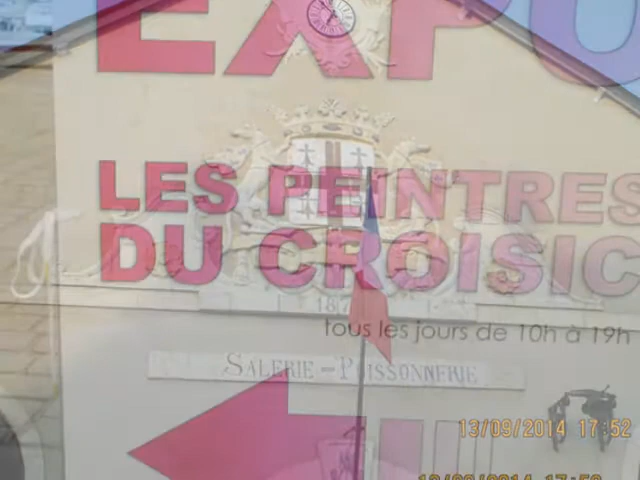 EXPO
LES PEINTRES
DU CROISIC
tous les jours de 10h à 19h
SALERIE-POISSONNERIE
13/09/2014 17:52